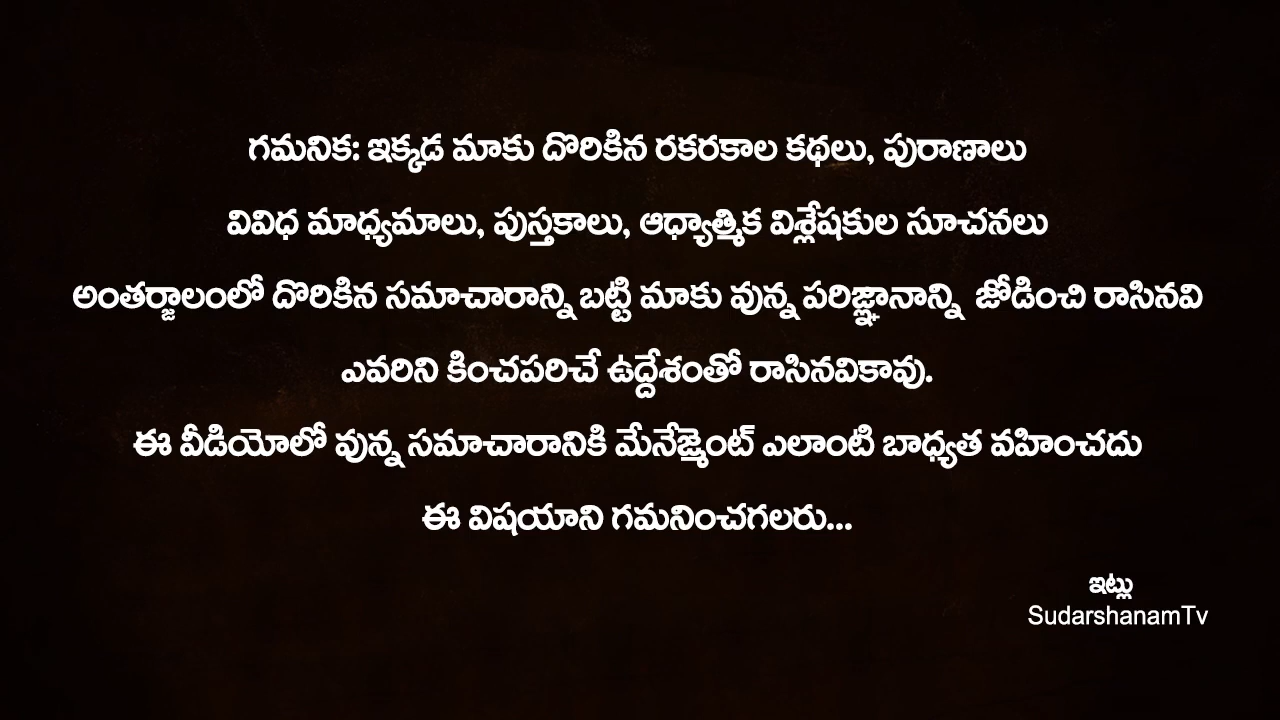 గమనిక: ఇక్కడ మాకు దొరికిన రకరకాల కథలు, పురాణాలు
వివిధ మాధ్యమాలు, పుస్తకాలు, ఆధ్యాత్మిక విశ్లేషకుల సూచనలు
అంతర్జాలంలో దొరికిన సమాచారాన్ని బట్టి మాకు వున్న పరిజ్ఞానాన్ని జోడించి రాసినవి
ఎవరిని కించపరిచే ఉద్దేశంతో రాసినవికావు.
ఈ వీడియోలో వున్న సమాచారానికి మేనేజ్మెంట్ ఎలాంటి బాధ్యత వహించదు
ఈ విషయాని గమనించగలరు...
ఇట్లు
SudarshanamTv